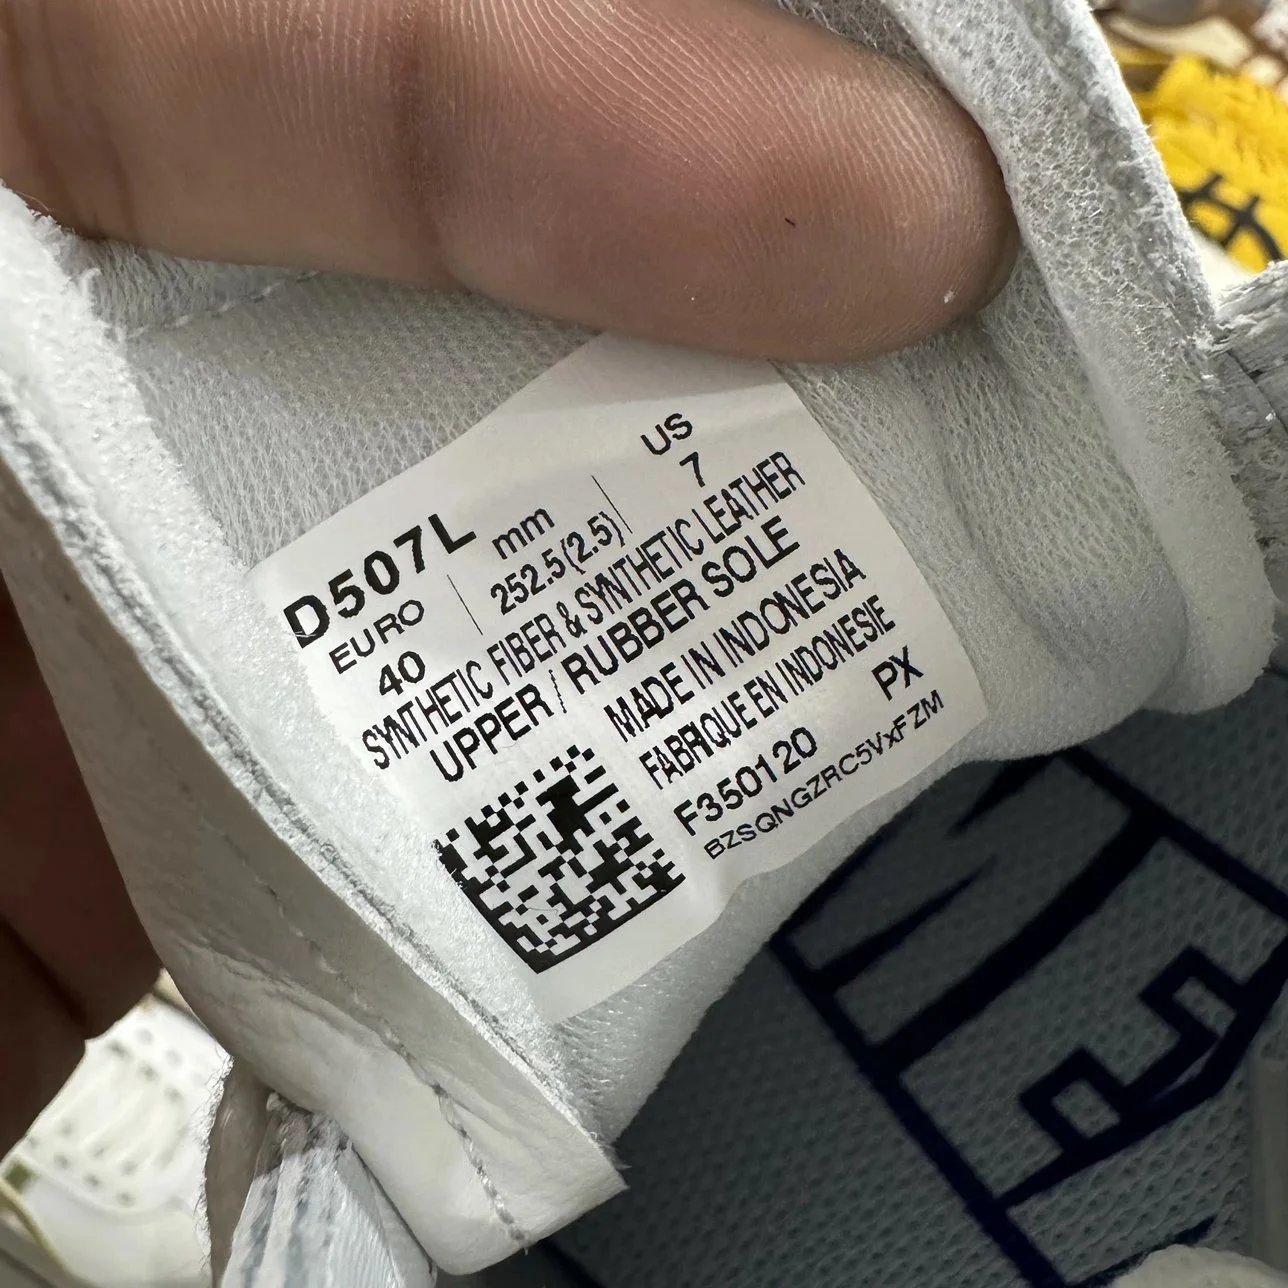 D507L
EURO | mm | US
40 | 252.5(2.5) | 7
SYNTHETIC FIBER & SYNTHETIC LEATHER
UPPER / RUBBER SOLE
MADE IN INDONESIA
FABRIQUE EN INDONESIE
F350120 PX
BZSQNGZRC5VxFZM